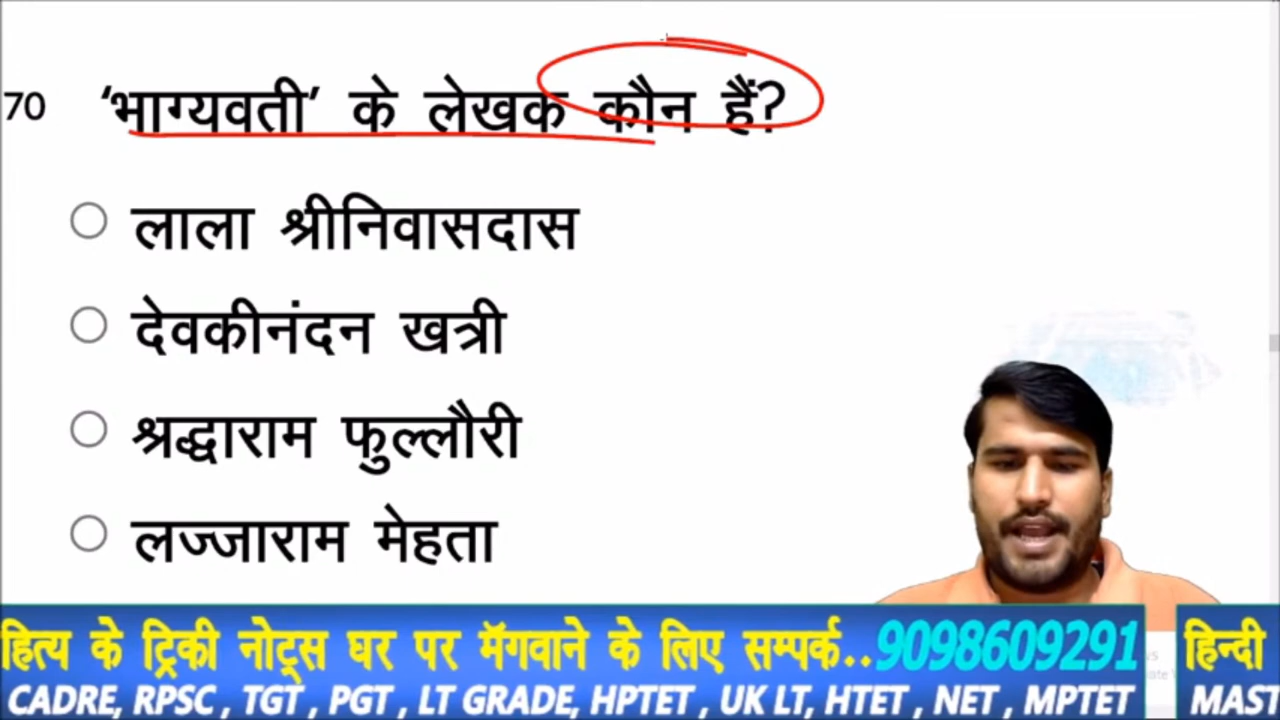 70 ‘भाग्यवती’ के लेखक कौन हैं?
लाला श्रीनिवासदास
देवकीनंदन खत्री
श्रद्धाराम फुल्लौरी
लज्जाराम मेहता
हित्य के ट्रिकी नोट्स घर पर मॅगवाने के लिए सम्पर्क..9098609291 हिन्दी
CADRE, RPSC , TGT , PGT , LT GRADE, HPTET , UK LT, HTET , NET , MPTET MAST